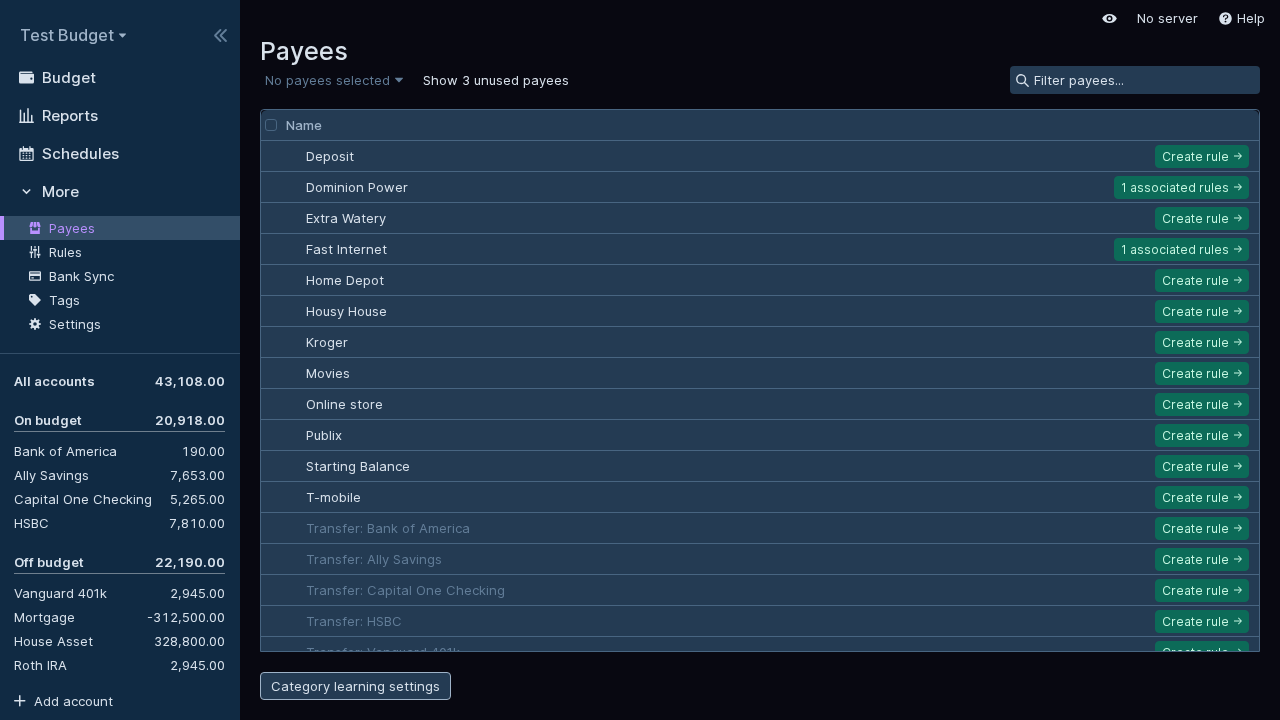 Test Budget
Budget
Reports
Schedules
More
Payees
Rules
Bank Sync
Tags
Settings
All accounts 43,108.00
On budget 20,918.00
Bank of America 190.00
Ally Savings 7,653.00
Capital One Checking 5,265.00
HSBC 7,810.00
Off budget 22,190.00
Vanguard 401k 2,945.00
Mortgage -312,500.00
House Asset 328,800.00
Roth IRA 2,945.00
Add account
No server Help
Payees
No payees selected Show 3 unused payees Filter payees...
Name
Deposit Create rule
Dominion Power 1 associated rules
Extra Watery Create rule
Fast Internet 1 associated rules
Home Depot Create rule
Housy House Create rule
Kroger Create rule
Movies Create rule
Online store Create rule
Publix Create rule
Starting Balance Create rule
T-mobile Create rule
Transfer: Bank of America Create rule
Transfer: Ally Savings Create rule
Transfer: Capital One Checking Create rule
Transfer: HSBC Create rule
Transfer: Vanguard 401k Create rule
Category learning settings